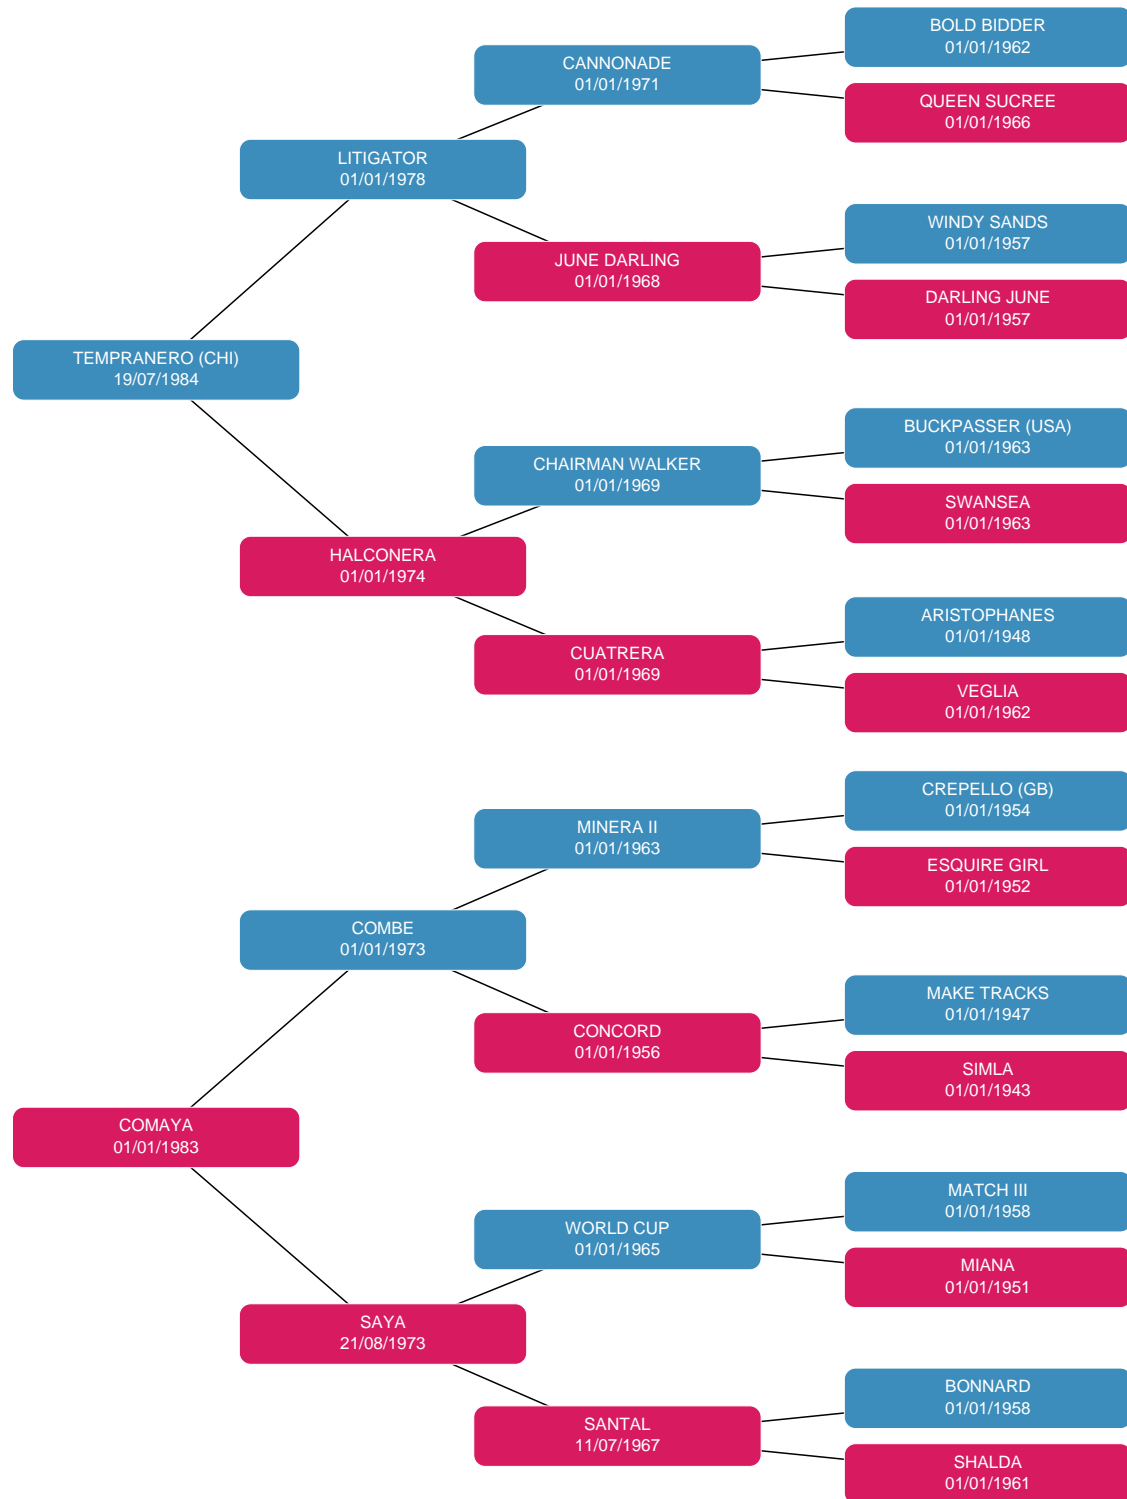 BOLD BIDDER
01/01/1962
CANNONADE
01/01/1971
QUEEN SUCREE
01/01/1966
LITIGATOR
01/01/1978
WINDY SANDS
01/01/1957
JUNE DARLING
01/01/1968
DARLING JUNE
01/01/1957
TEMPRANERO (CHI)
19/07/1984
BUCKPASSER (USA)
01/01/1963
CHAIRMAN WALKER
01/01/1969
SWANSEA
01/01/1963
HALCONERA
01/01/1974
ARISTOPHANES
01/01/1948
CUATRERA
01/01/1969
VEGLIA
01/01/1962
CREPELLO (GB)
01/01/1954
MINERA II
01/01/1963
ESQUIRE GIRL
01/01/1952
COMBE
01/01/1973
MAKE TRACKS
01/01/1947
CONCORD
01/01/1956
SIMLA
01/01/1943
COMAYA
01/01/1983
MATCH III
01/01/1958
WORLD CUP
01/01/1965
MIANA
01/01/1951
SAYA
21/08/1973
BONNARD
01/01/1958
SANTAL
11/07/1967
SHALDA
01/01/1961